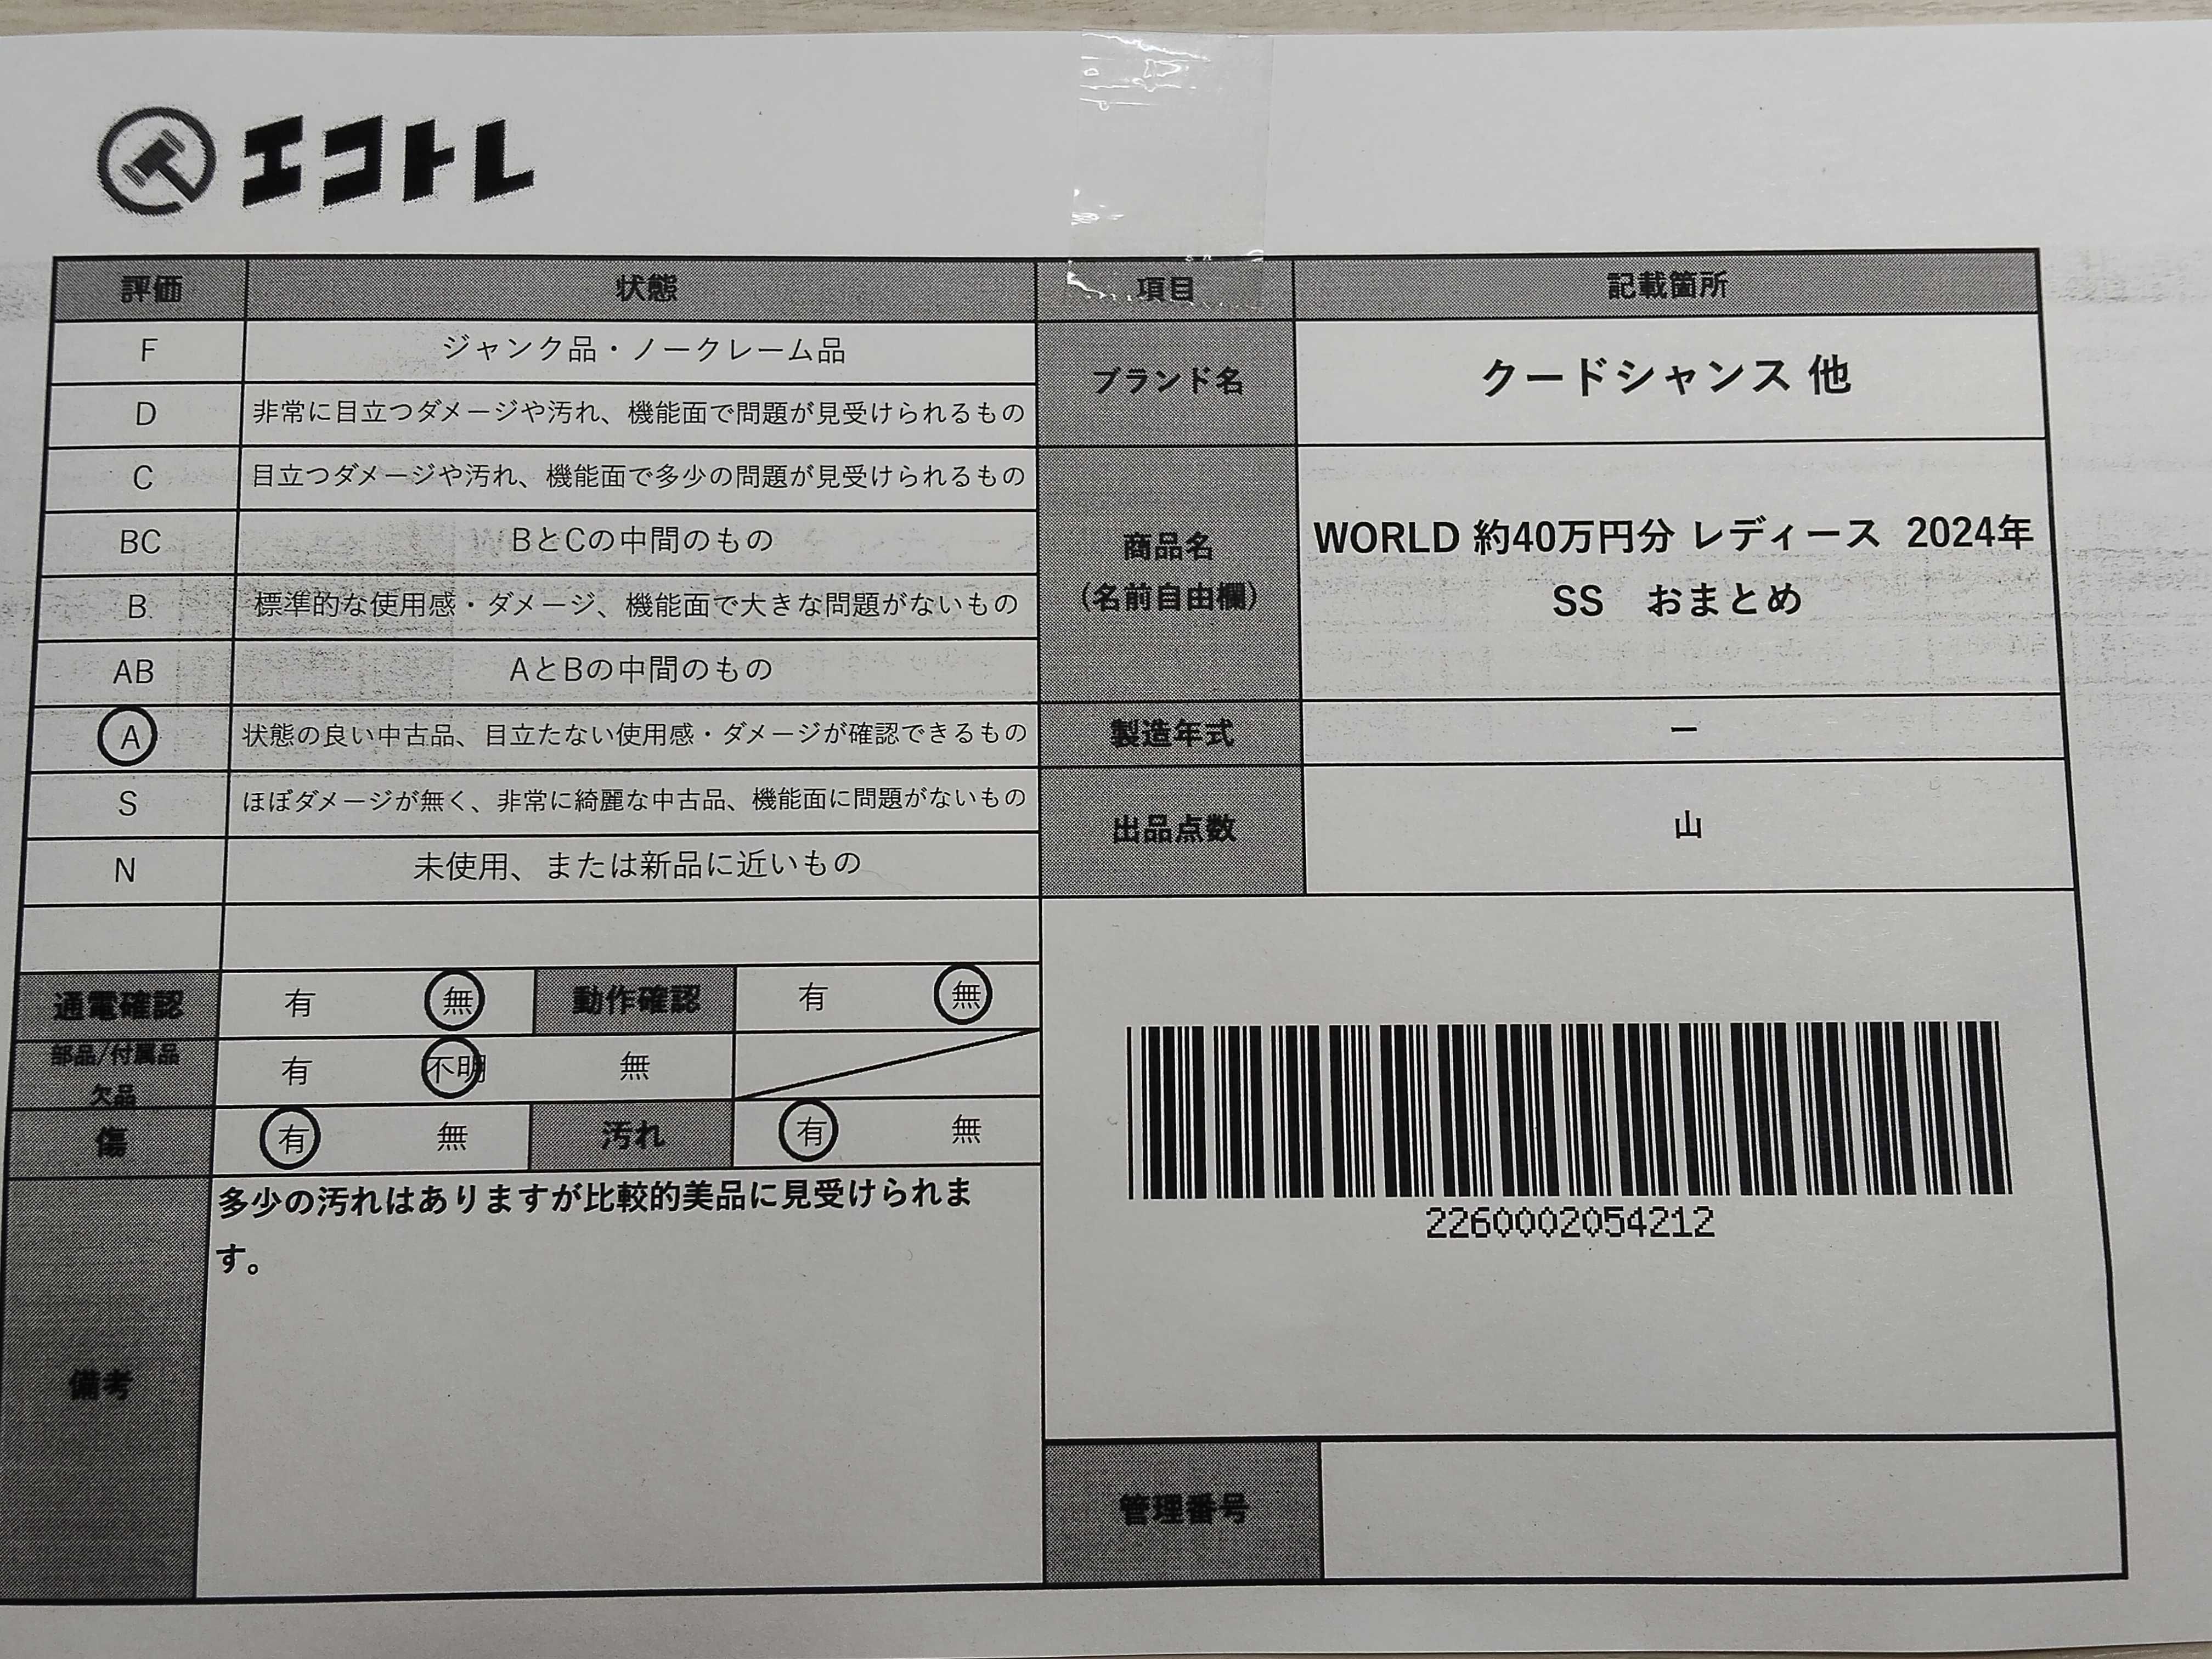 エコトレ
評価 状態 項目 記載箇所
F ジャンク品・ノークレーム品
D 非常に目立つダメージや汚れ、機能面で問題が見受けられるもの
C 目立つダメージや汚れ、機能面で多少の問題が見受けられるもの
BC BとCの中間のもの
B 標準的な使用感・ダメージ、機能面で大きな問題がないもの
AB AとBの中間のもの
A 状態の良い中古品、目立たない使用感・ダメージが確認できるもの
S ほぼダメージが無く、非常に綺麗な中古品、機能面に問題がないもの
N 未使用、または新品に近いもの
ブランド名 クードシャンス 他
商品名
(名前自由欄)
WORLD 約40万円分 レディース 2024年
SS おまとめ
製造年式 ー
出品点数 山
通電確認 有 無 動作確認 有 無
部品/付属品
欠品
有 不明 無
傷 有 無 汚れ 有 無
備考
多少の汚れはありますが比較的美品に見受けられま
す。
2260002054212
管理番号